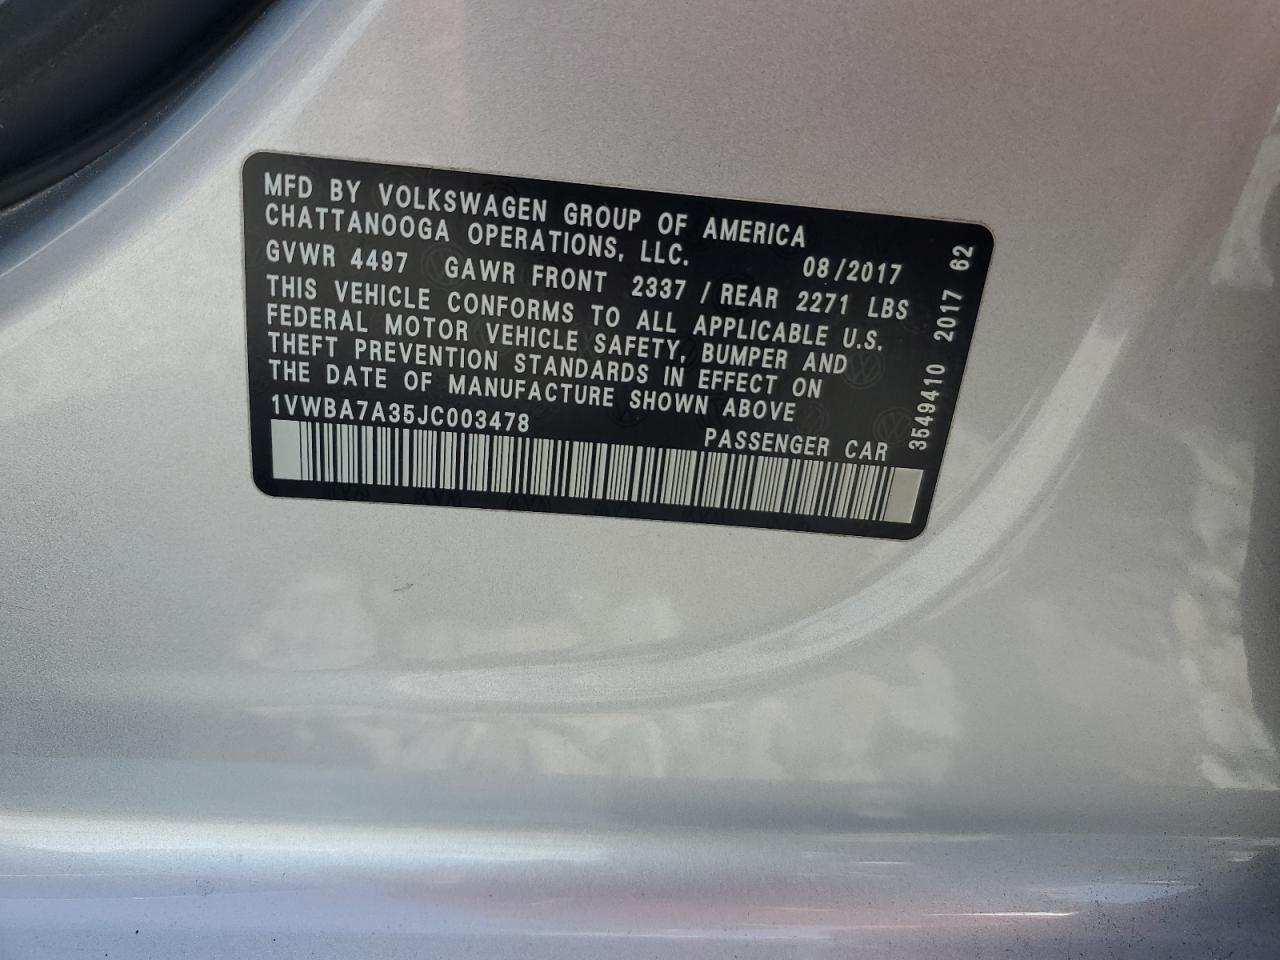 MFD BY VOLKSWAGEN GROUP OF AMERICA
CHATTANOOGA OPERATIONS, LLC. 08/2017
GVWR 4497 GAWR FRONT 2337 / REAR 2271 LBS
THIS VEHICLE CONFORMS TO ALL APPLICABLE U.S.
FEDERAL MOTOR VEHICLE SAFETY, BUMPER AND
THEFT PREVENTION STANDARDS IN EFFECT ON
THE DATE OF MANUFACTURE SHOWN ABOVE
1VWBA7A35JC003478 PASSENGER CAR
3549410 2017 62